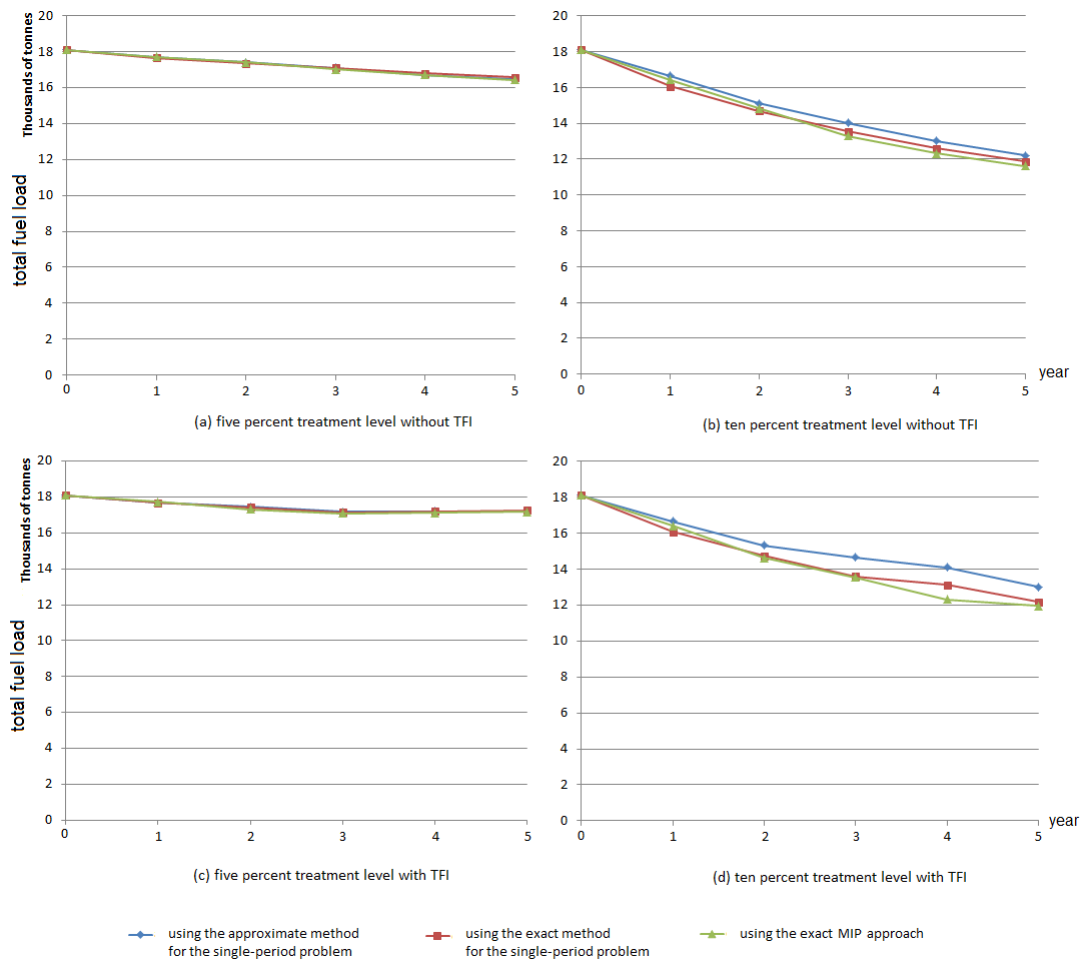 20
18
16
14
12
10
8
6
4
2
0
Thousands of tonnes
total fuel load
0 1 2 3 4 5
(a) five percent treatment level without TFI
20
18
16
14
12
10
8
6
4
2
0
0 1 2 3 4 5
year
(b) ten percent treatment level without TFI
20
18
16
14
12
10
8
6
4
2
0
Thousands of tonnes
total fuel load
0 1 2 3 4 5
(c) five percent treatment level with TFI
20
18
16
14
12
10
8
6
4
2
0
0 1 2 3 4 5
year
(d) ten percent treatment level with TFI
using the approximate method
for the single-period problem
using the exact method
for the single-period problem
using the exact MIP approach